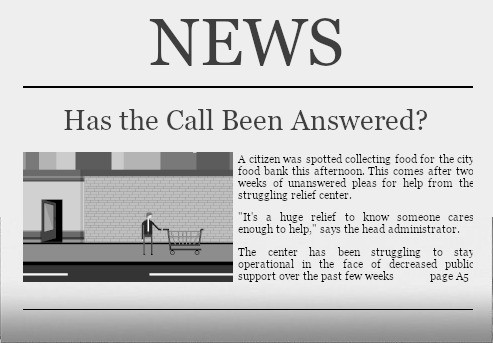 NEWS
Has the Call Been Answered?
A citizen was spotted collecting food for the city
food bank this afternoon. This comes after two
weeks of unanswered pleas for help from the
struggling relief center.
"It's a huge relief to know someone cares
enough to help," says the head administrator.
The center has been struggling to stay
operational in the face of decreased public
support over the past few weeks page A5